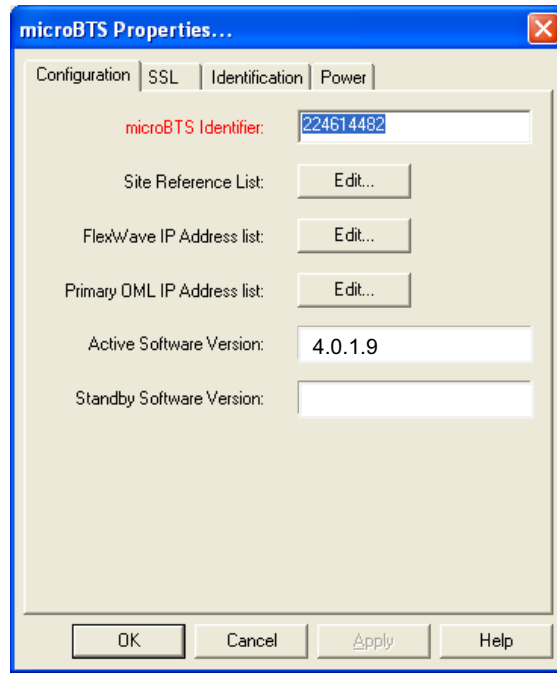 microBTS Properties...
Configuration SSL Identification Power
microBTS Identifier: 224614482
Site Reference List: Edit...
FlexWave IP Address list: Edit...
Primary OML IP Address list: Edit...
Active Software Version: 4.0.1.9
Standby Software Version:
OK Cancel Apply Help